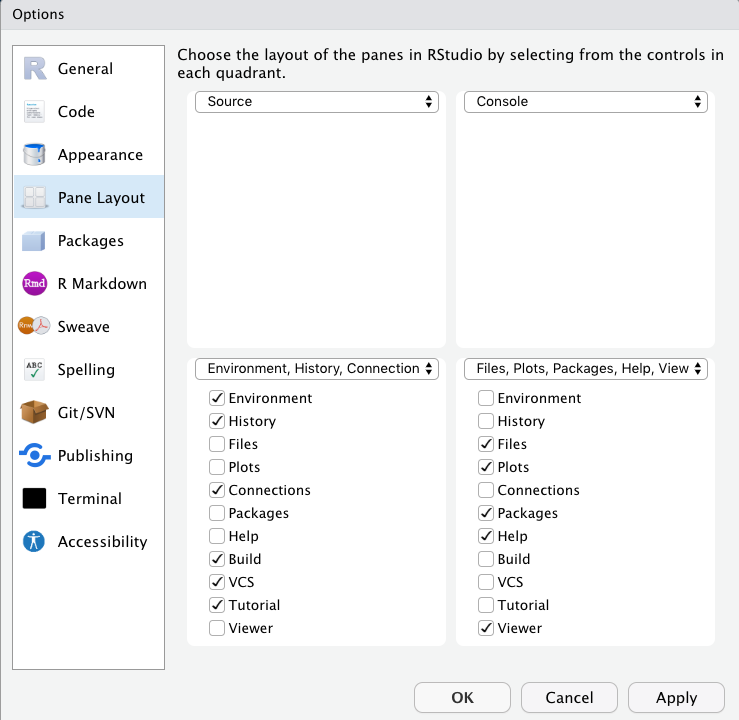 Options
General
Code
Appearance
Pane Layout
Packages
Rmd R Markdown
Rnw Sweave
ABC Spelling
Git/SVN
Publishing
Terminal
Accessibility
Choose the layout of the panes in RStudio by selecting from the controls in
each quadrant.
Source
Console
Environment, History, Connection
Environment
History
Files
Plots
Connections
Packages
Help
Build
VCS
Tutorial
Viewer
Files, Plots, Packages, Help, View
Environment
History
Files
Plots
Connections
Packages
Help
Build
VCS
Tutorial
Viewer
OK Cancel Apply